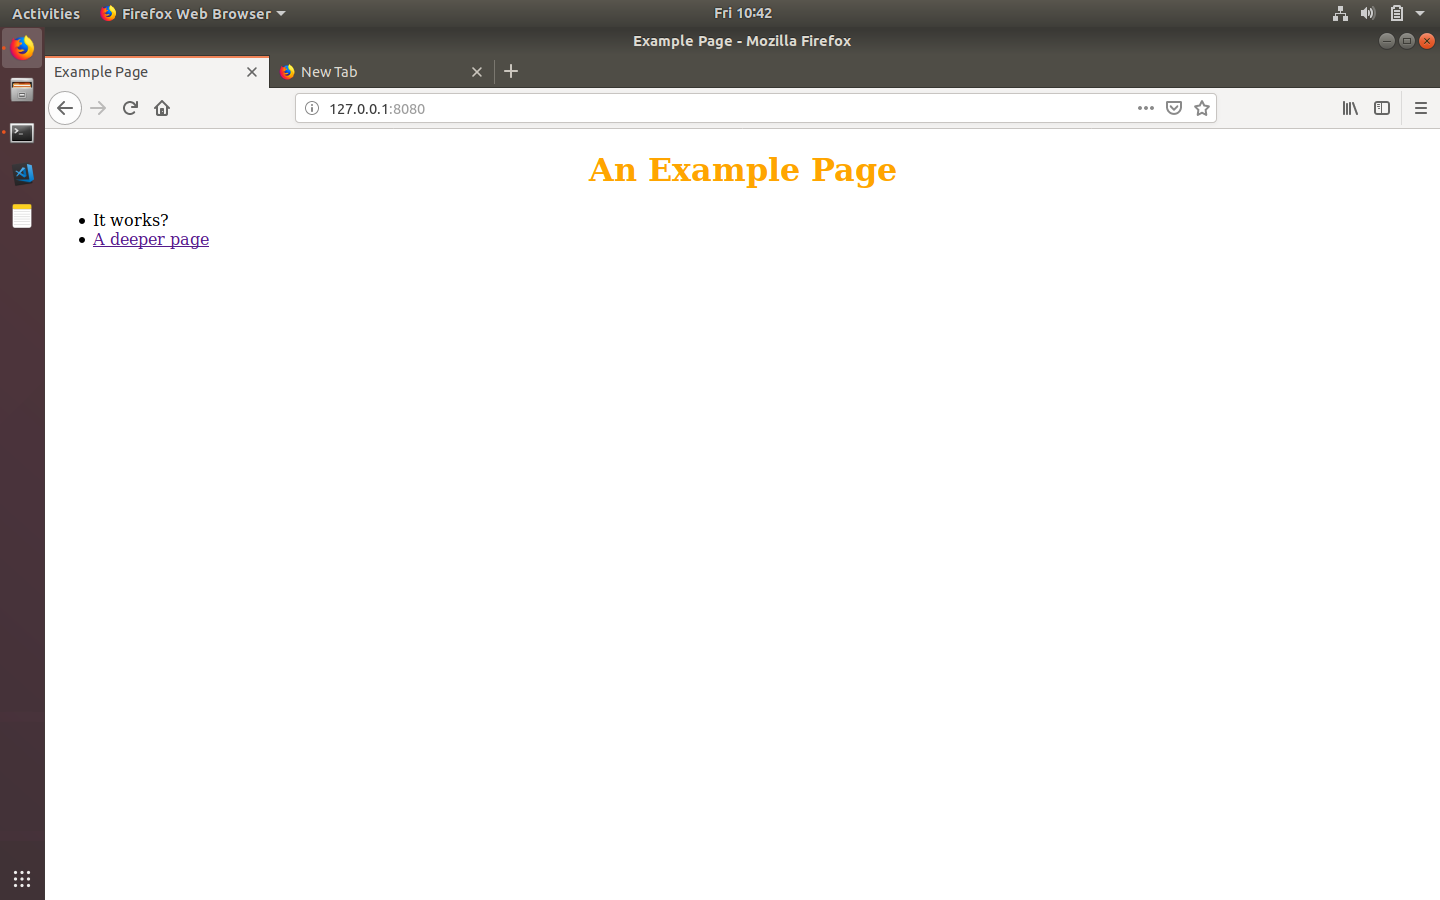 Activities
Firefox Web Browser
Fri 10:42
Example Page - Mozilla Firefox
Example Page
New Tab
127.0.0.1:8080
An Example Page
It works?
A deeper page